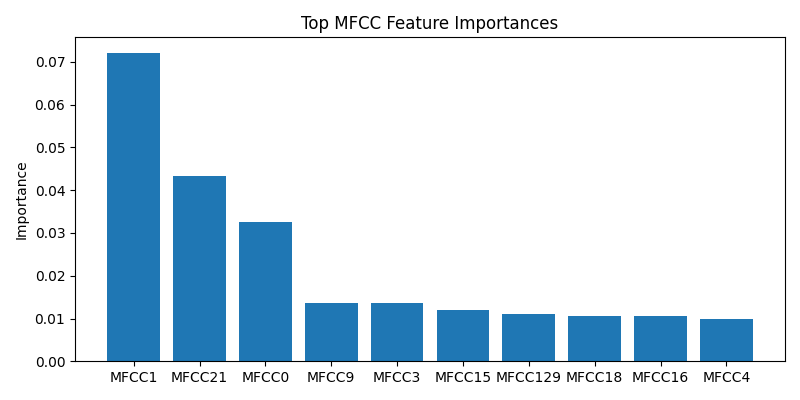 Top MFCC Feature Importances
Importance
0.07
0.06
0.05
0.04
0.03
0.02
0.01
0.00
MFCC1 MFCC21 MFCC0 MFCC9 MFCC3 MFCC15 MFCC129 MFCC18 MFCC16 MFCC4